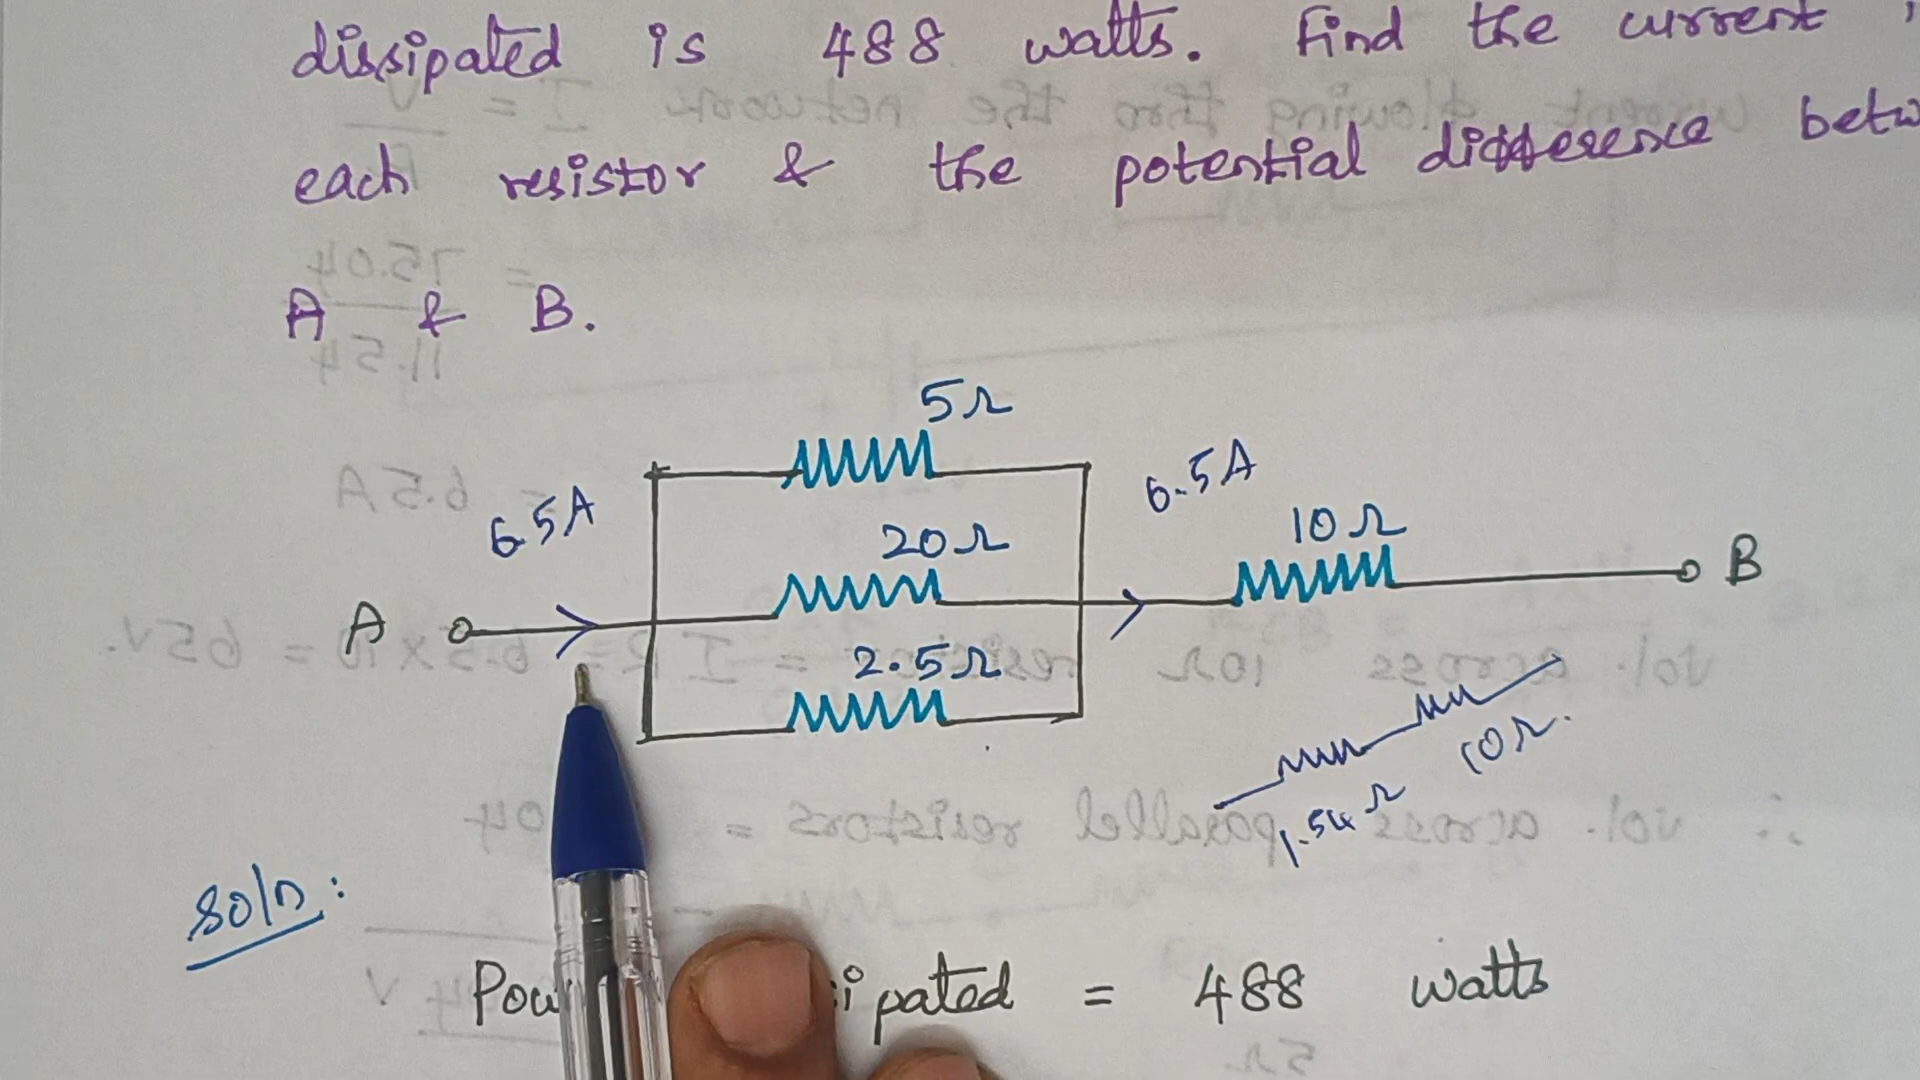 dissipated is 488 watts. Find the current
each resistor & the potential difference betw
A & B.
5Ω
6.5A
20Ω
6.5A
10Ω
A
B
2.5Ω
1.54Ω
10Ω.
Soln:
Pow ipated = 488 watts